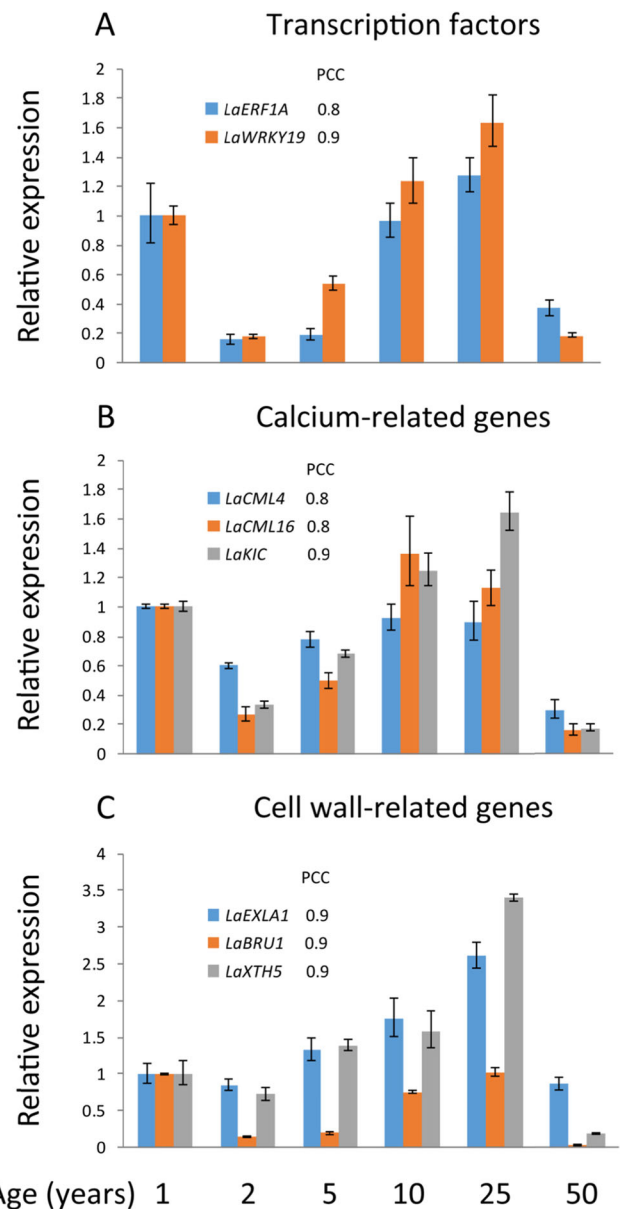 A Transcription factors
Relative expression
2
1.8
1.6
1.4
1.2
1
0.8
0.6
0.4
0.2
0
PCC
LaERF1A 0.8
LaWRKY19 0.9
B Calcium-related genes
Relative expression
2
1.8
1.6
1.4
1.2
1
0.8
0.6
0.4
0.2
0
PCC
LaCML4 0.8
LaCML16 0.8
LaKIC 0.9
C Cell wall-related genes
Relative expression
4
3.5
3
2.5
2
1.5
1
0.5
0
PCC
LaEXLA1 0.9
LaBRU1 0.9
LaXTH5 0.9
Age (years) 1 2 5 10 25 50